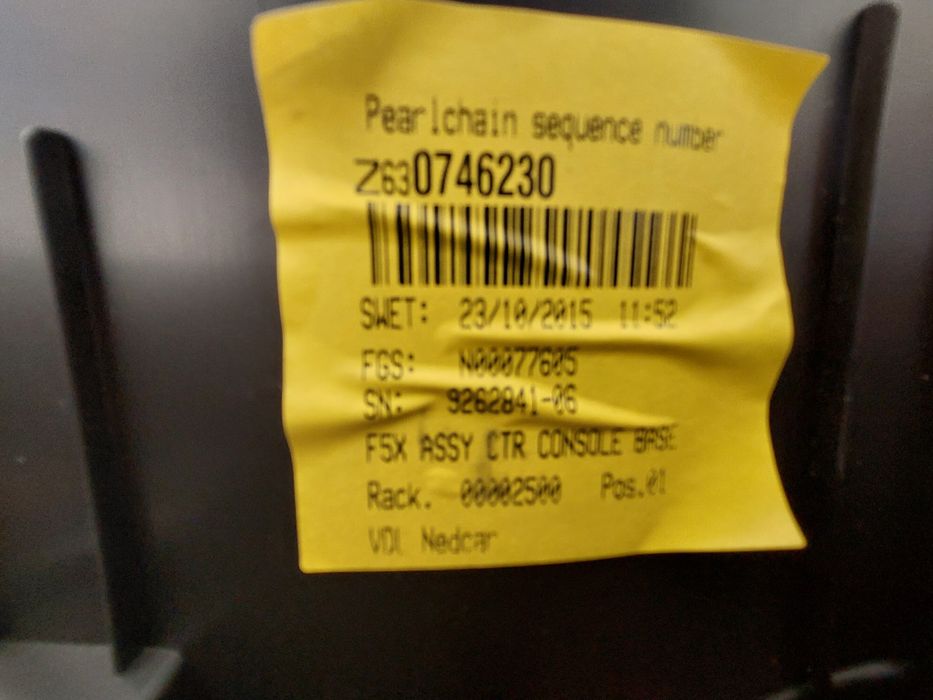 Pearlchain sequence number
Z630746230
SWET: 23/10/2015 11:52
FGS: N00077605
SN: 9262841-06
F5X ASSY CTR CONSOLE BASE
Rack. 00002500 Pos.01
VDL Nedcar